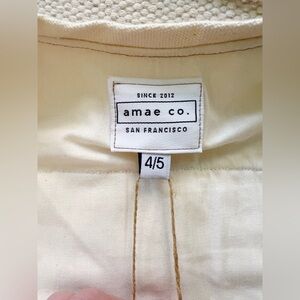 SINCE 2012
amae co.
SAN FRANCISCO
4/5